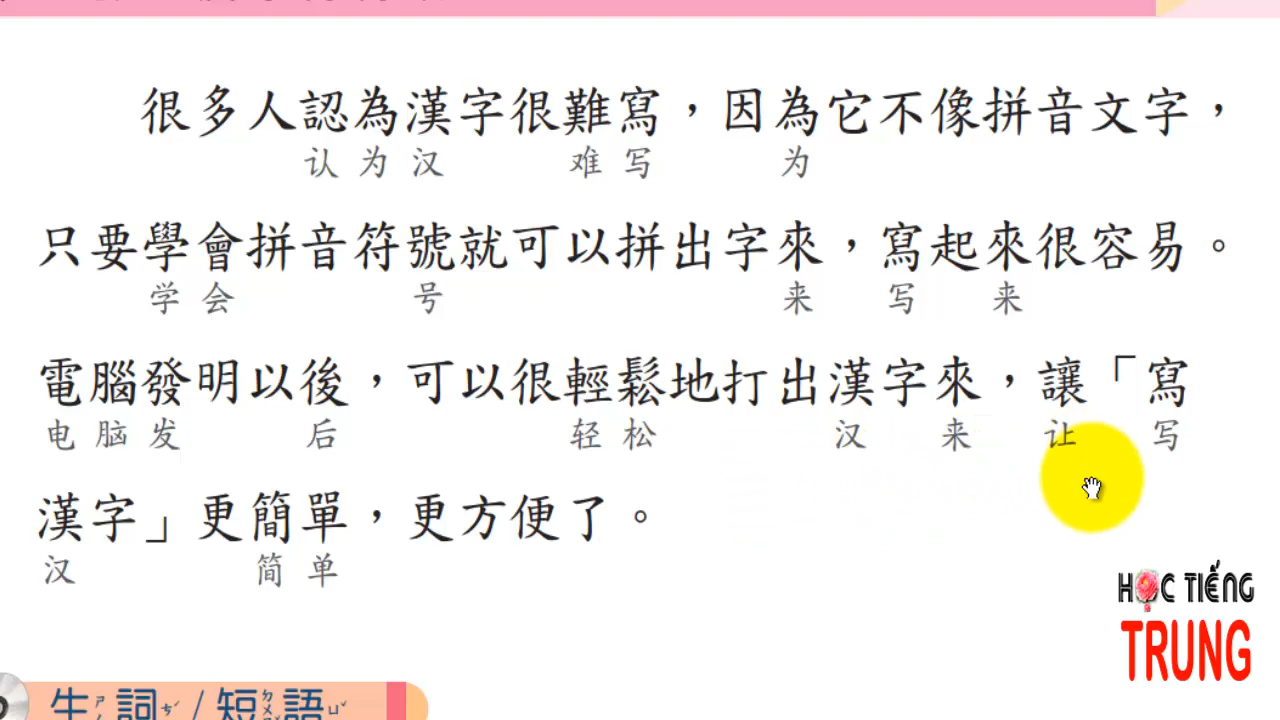 很多人認為漢字很難寫，因為它不像拼音文字，
认为汉 难写 为
只要學會拼音符號就可以拼出字來，寫起來很容易。
学会 号 来 写 来
電腦發明以後，可以很輕鬆地打出漢字來，讓「寫
电脑发 后 轻松 汉 来 让 写
漢字」更簡單，更方便了。
汉 简单
HỌC TIẾNG
TRUNG
生詞/短語